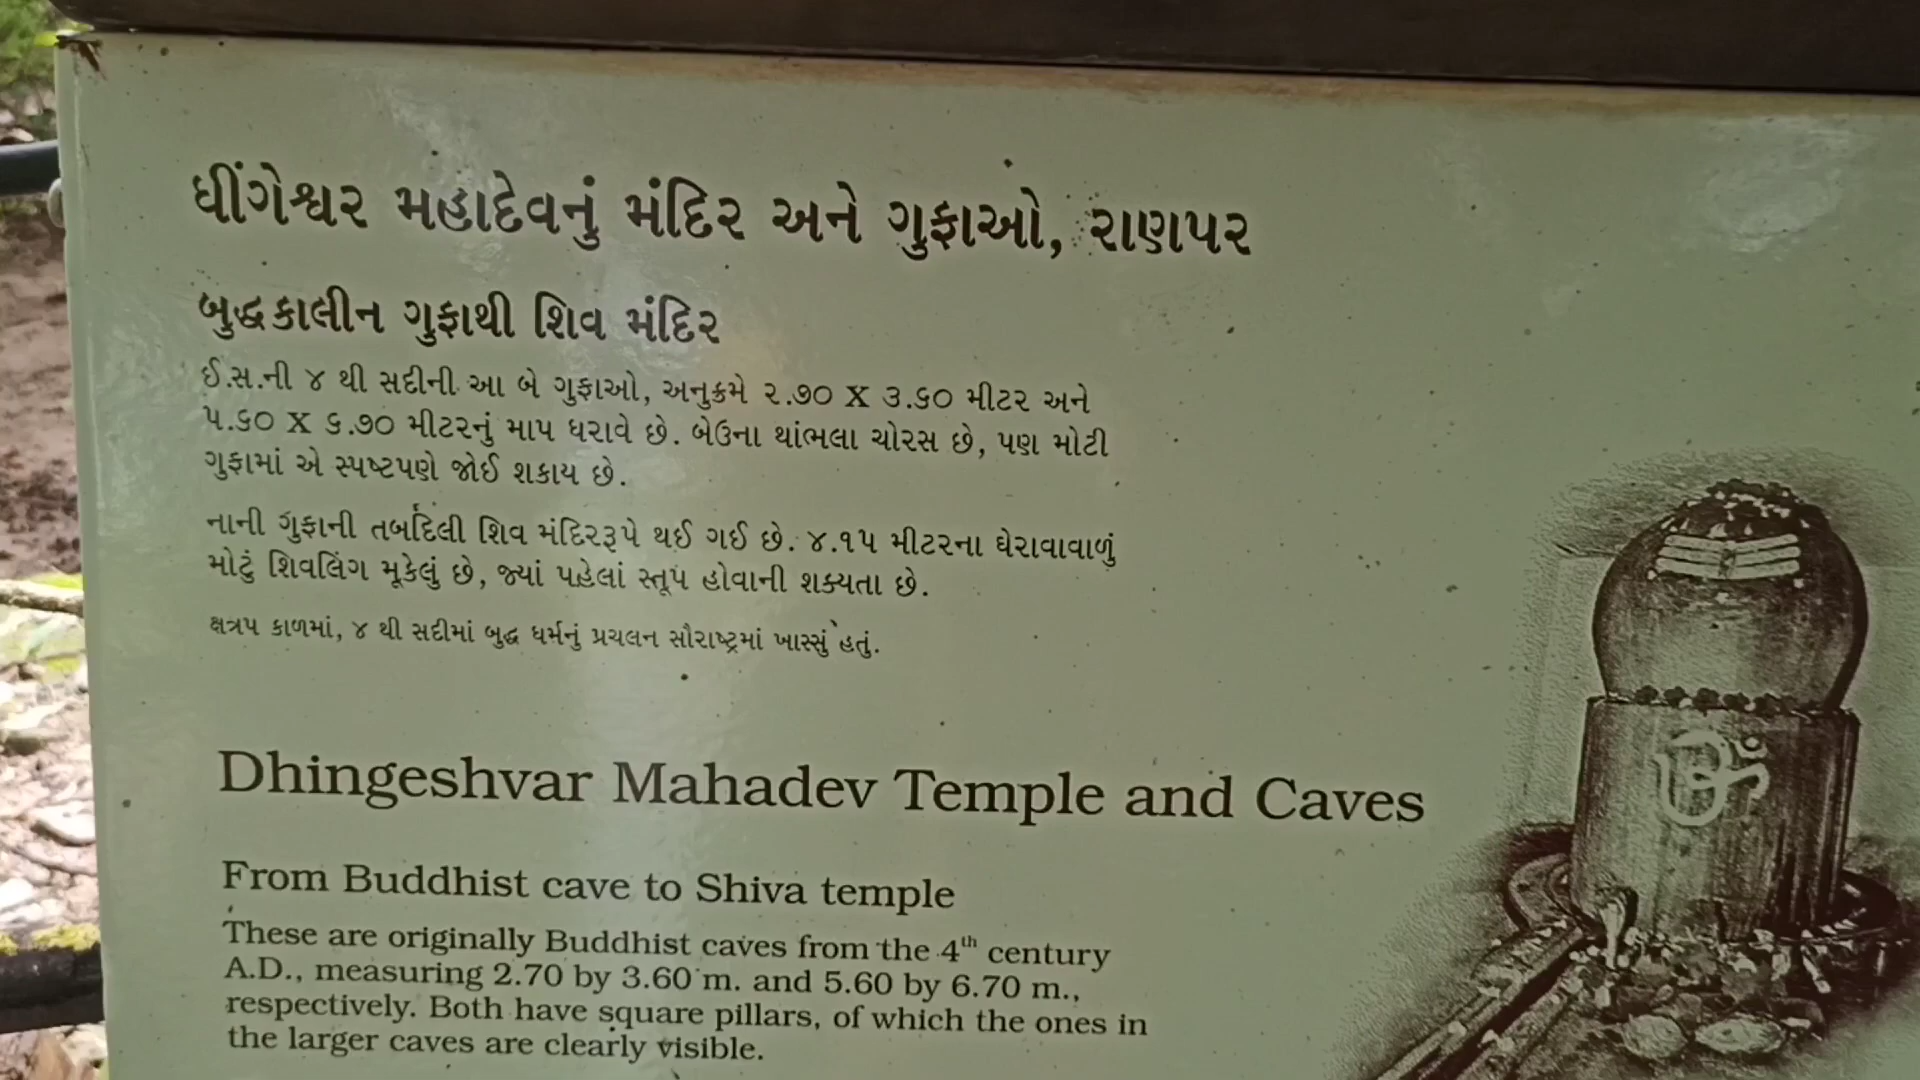 ધીંગેશ્વર મહાદેવનું મંદિર અને ગુફાઓ, રાણપર
બુદ્ધકાલીન ગુફાથી શિવ મંદિર
ઈ.સ.ની ૪ થી સદીની આ બે ગુફાઓ, અનુક્રમે ૨.૭૦ X ૩.૬૦ મીટર અને
૫.૬૦ X ૬.૭૦ મીટરનું માપ ધરાવે છે. બેઉના થાંભલા ચોરસ છે, પણ મોટી
ગુફામાં એ સ્પષ્ટપણે જોઈ શકાય છે.
નાની ગુફાની તબદિલી શિવ મંદિરરૂપે થઈ ગઈ છે. ૪.૧૫ મીટરના ઘેરાવાવાળું
મોટું શિવલિંગ મૂકેલું છે, જ્યાં પહેલાં સ્તૂપ હોવાની શક્યતા છે.
ક્ષત્રપ કાળમાં, ૪ થી સદીમાં બુદ્ધ ધર્મનું પ્રચલન સૌરાષ્ટ્રમાં ખાસ્સું હતું.
Dhingeshvar Mahadev Temple and Caves
From Buddhist cave to Shiva temple
These are originally Buddhist caves from the 4th century
A.D., measuring 2.70 by 3.60 m. and 5.60 by 6.70 m.,
respectively. Both have square pillars, of which the ones in
the larger caves are clearly visible.
ૐ